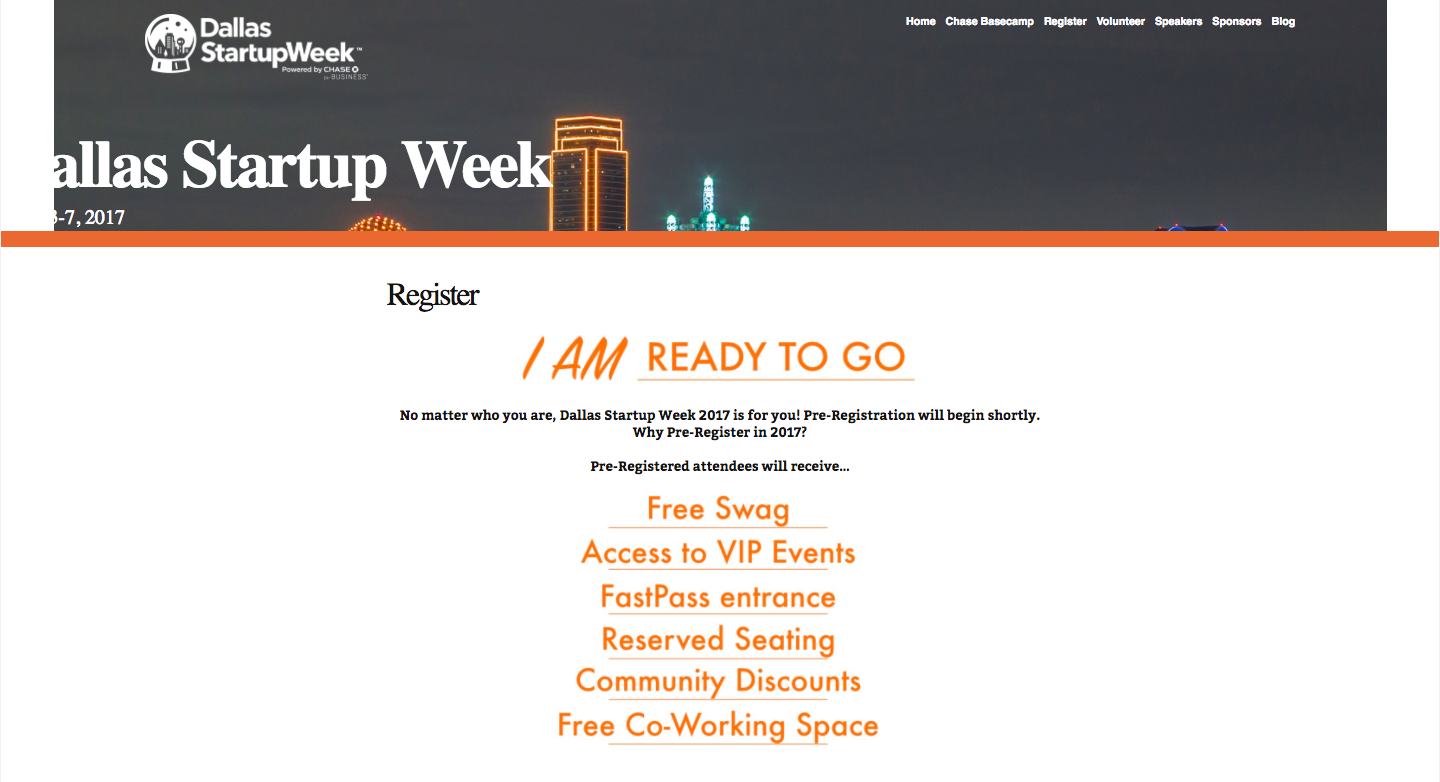 Dallas
StartupWeek™
Powered by CHASE
for BUSINESS®
Home Chase Basecamp Register Volunteer Speakers Sponsors Blog
allas Startup Week
-7, 2017
Register
I AM READY TO GO
No matter who you are, Dallas Startup Week 2017 is for you! Pre-Registration will begin shortly.
Why Pre-Register in 2017?
Pre-Registered attendees will receive...
Free Swag
Access to VIP Events
FastPass entrance
Reserved Seating
Community Discounts
Free Co-Working Space